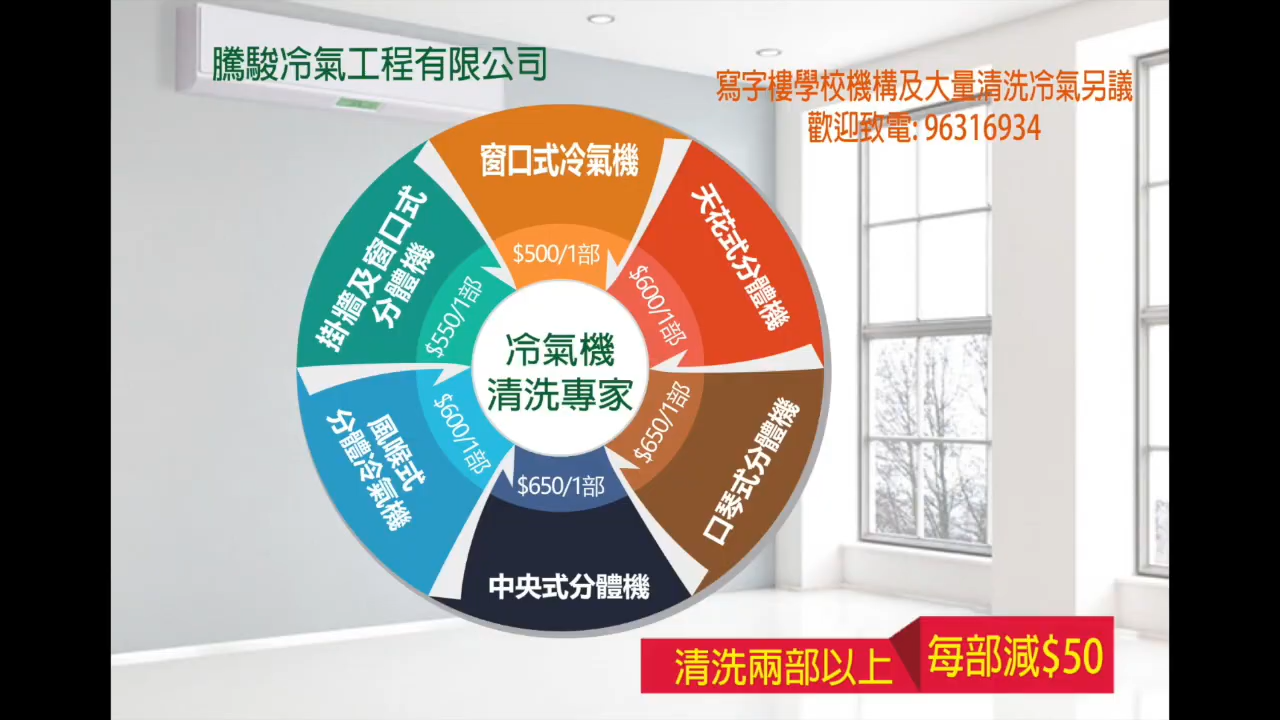 騰駿冷氣工程有限公司
寫字樓學校機構及大量清洗冷氣另議
歡迎致電: 96316934
窗口式冷氣機
$500/1部
天花式分體機
$600/1部
口琴式分體機
$650/1部
中央式分體機
$650/1部
風喉式
分體冷氣機
$600/1部
掛牆及窗口式
分體機
$550/1部
冷氣機
清洗專家
清洗兩部以上
每部減$50